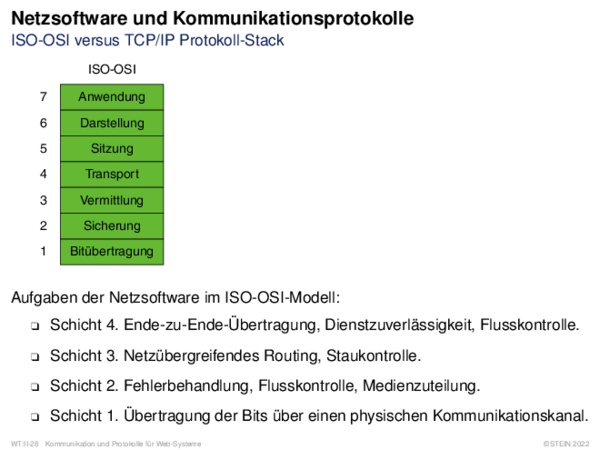 Netzsoftware und Kommunikationsprotokolle
ISO-OSI versus TCP/IP Protokoll-Stack
ISO-OSI
7 Anwendung
6 Darstellung
5 Sitzung
4 Transport
3 Vermittlung
2 Sicherung
1 Bitübertragung
Aufgaben der Netzsoftware im ISO-OSI-Modell:
❑ Schicht 4. Ende-zu-Ende-Übertragung, Dienstzuverlässigkeit, Flusskontrolle.
❑ Schicht 3. Netzübergreifendes Routing, Staukontrolle.
❑ Schicht 2. Fehlerbehandlung, Flusskontrolle, Medienzuteilung.
❑ Schicht 1. Übertragung der Bits über einen physischen Kommunikationskanal.
WT:II-28 Kommunikation und Protokolle für Web-Systeme ©STEIN 2022